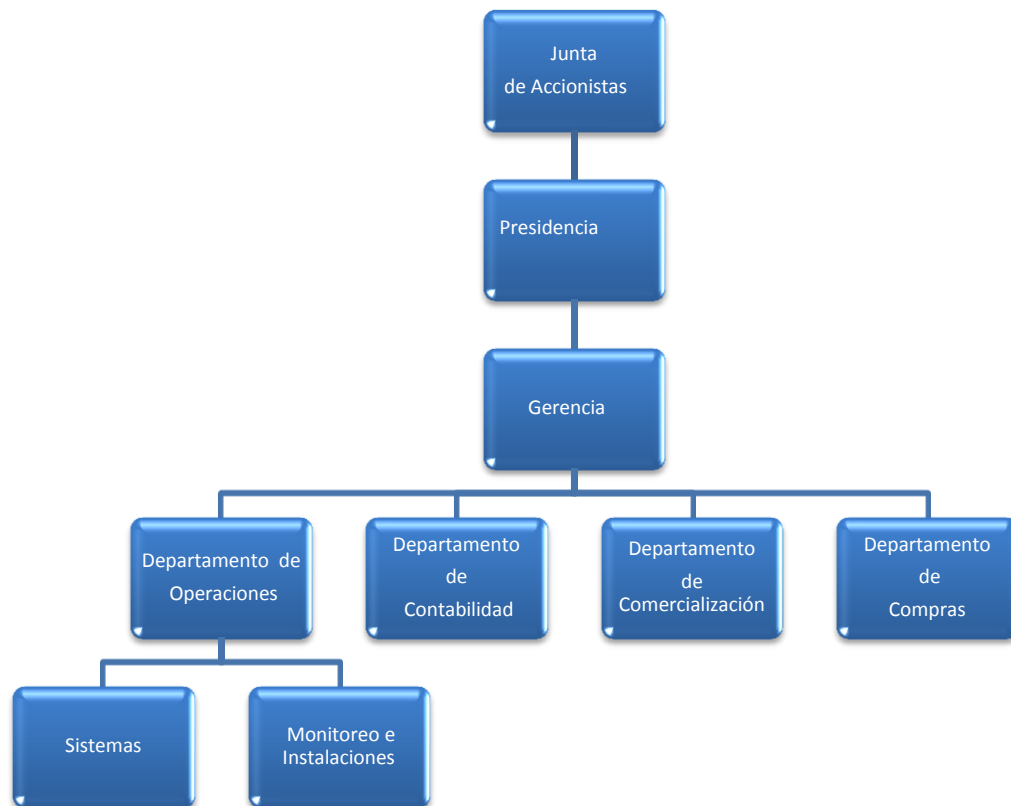 Junta
de Accionistas
Presidencia
Gerencia
Departamento de
Operaciones
Departamento
de
Contabilidad
Departamento
de
Comercialización
Departamento
de
Compras
Sistemas
Monitoreo e
Instalaciones